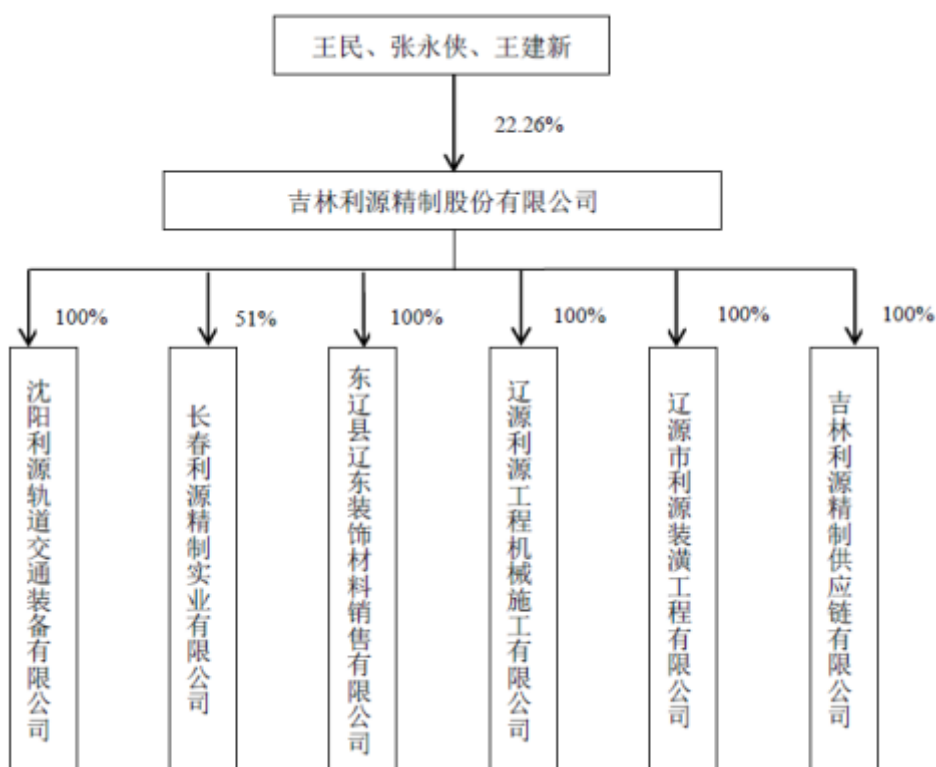 王民、张永侠、王建新
22.26%
吉林利源精制股份有限公司
100%
51%
100%
100%
100%
100%
沈阳利源轨道交通装备有限公司
长春利源精制实业有限公司
东辽县辽东装饰材料销售有限公司
辽源利源工程机械施工有限公司
辽源市利源装潢工程有限公司
吉林利源精制供应链有限公司